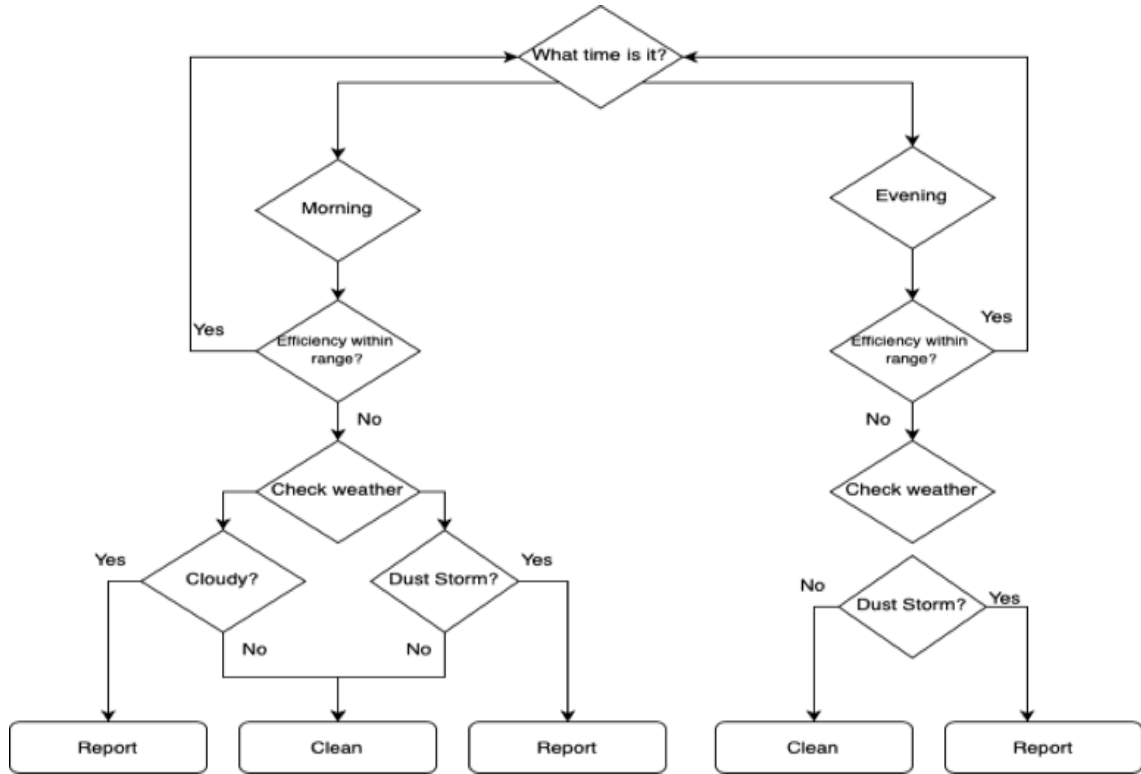 What time is it?
Morning
Evening
Yes
Efficiency within
range?
Efficiency within
range?
Yes
No
No
Check weather
Check weather
Yes
Cloudy?
Dust Storm?
Yes
No
Dust Storm?
Yes
No
No
Report
Clean
Report
Clean
Report